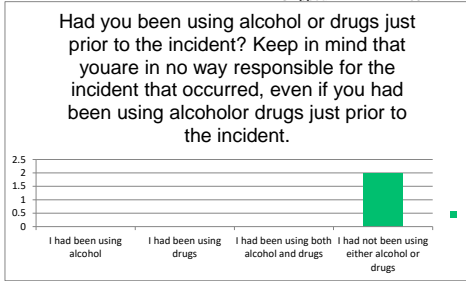 Had you been using alcohol or drugs just
prior to the incident? Keep in mind that
youare in no way responsible for the
incident that occurred, even if you had
been using alcoholor drugs just prior to
the incident.
2.5
2
1.5
1
0.5
0
I had been using
alcohol
I had been using
drugs
I had been using both
alcohol and drugs
I had not been using
either alcohol or
drugs